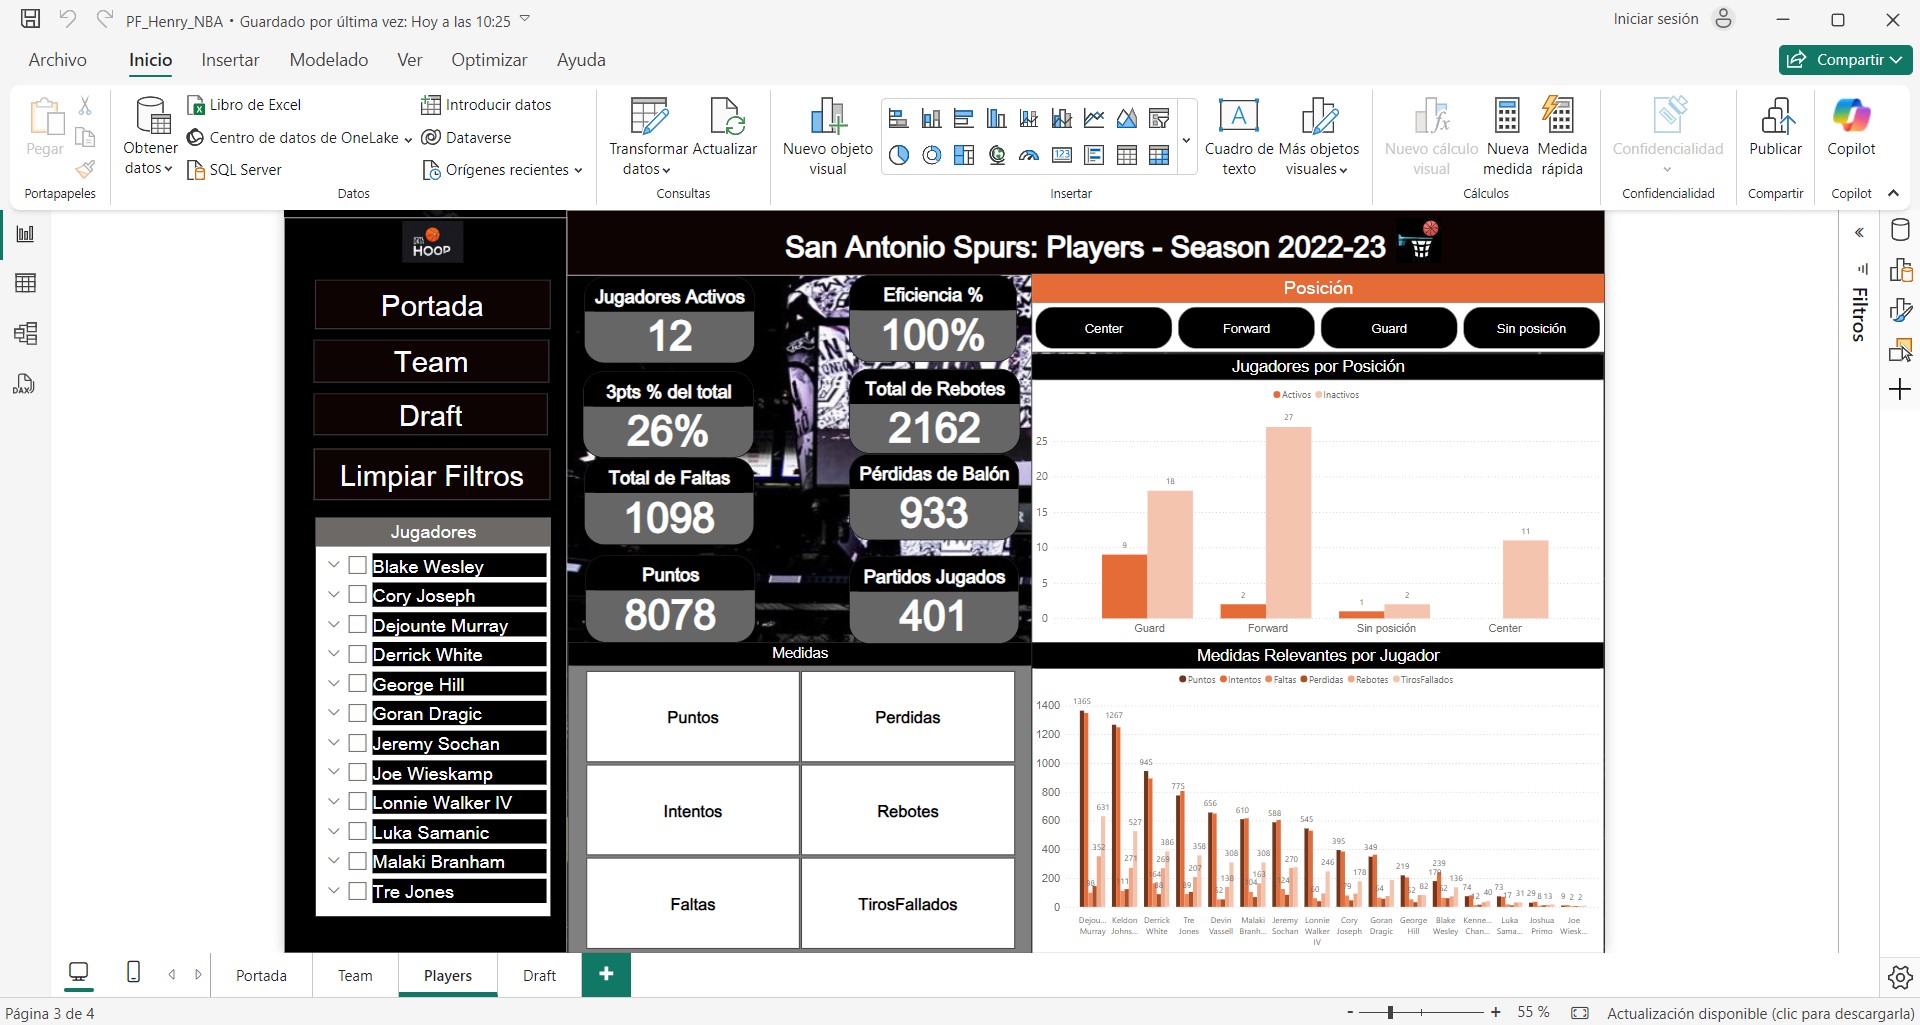 PF_Henry_NBA • Guardado por última vez: Hoy a las 10:25
Iniciar sesión
Archivo
Inicio
Insertar
Modelado
Ver
Optimizar
Ayuda
Compartir
Pegar
Portapapeles
Obtener datos
Libro de Excel
Centro de datos de OneLake
SQL Server
Introducir datos
Dataverse
Orígenes recientes
Datos
Transformar datos
Actualizar
Consultas
Nuevo objeto visual
Cuadro de texto
Más objetos visuales
Insertar
Nuevo cálculo visual
Nueva medida
Medida rápida
Cálculos
Confidencialidad
Confidencialidad
Publicar
Compartir
Copilot
Copilot
HOOP
Portada
Team
Draft
Limpiar Filtros
Jugadores
Blake Wesley
Cory Joseph
Dejounte Murray
Derrick White
George Hill
Goran Dragic
Jeremy Sochan
Joe Wieskamp
Lonnie Walker IV
Luka Samanic
Malaki Branham
Tre Jones
San Antonio Spurs: Players - Season 2022-23
Jugadores Activos
12
Eficiencia %
100%
3pts % del total
26%
Total de Rebotes
2162
Total de Faltas
1098
Pérdidas de Balón
933
Puntos
8078
Partidos Jugados
401
Medidas
Puntos
Perdidas
Intentos
Rebotes
Faltas
TirosFallados
Posición
Center
Forward
Guard
Sin posición
Jugadores por Posición
Activos
Inactivos
25
20
15
10
5
0
9
18
2
27
1
2
11
Guard
Forward
Sin posición
Center
Medidas Relevantes por Jugador
Puntos
Intentos
Faltas
Perdidas
Rebotes
TirosFallados
1400
1200
1000
800
600
400
200
0
1365
631
352
1267
527
271
945
386
269
775
358
207
656
308
610
308
163
588
270
545
246
395
178
349
219
82
239
136
74
40
73
31
29
8
13
9
2
2
Dejou... Murray
Keldon Johns...
Derrick White
Tre Jones
Devin Vassell
Malaki Branh...
Jeremy Sochan
Lonnie Walker IV
Cory Joseph
Goran Dragic
George Hill
Blake Wesley
Kenne... Chan...
Luka Sama...
Joshua Primo
Joe Wiesk...
Filtros
DAX
Portada
Team
Players
Draft
Página 3 de 4
55 %
Actualización disponible (clic para descargarla)